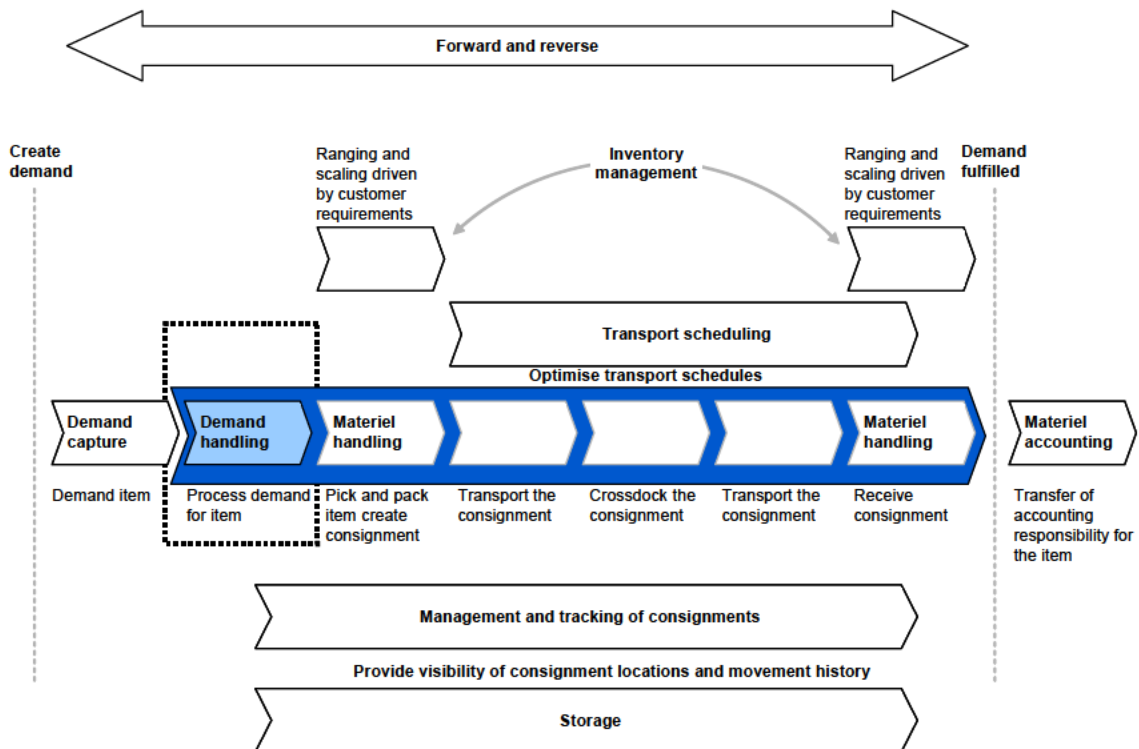 Forward and reverse
Create
demand
Ranging and
scaling driven
by customer
requirements
Inventory
management
Ranging and
scaling driven
by customer
requirements
Demand
fulfilled
Transport scheduling
Optimise transport schedules
Demand
capture
Demand
handling
Materiel
handling
Materiel
handling
Materiel
accounting
Demand item
Process demand
for item
Pick and pack
item create
consignment
Transport the
consignment
Crossdock the
consignment
Transport the
consignment
Receive
consignment
Transfer of
accounting
responsibility for
the item
Management and tracking of consignments
Provide visibility of consignment locations and movement history
Storage